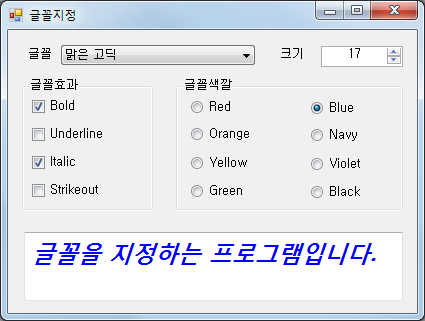 글꼴지정
글꼴 맑은 고딕 크기 17
글꼴효과 글꼴색깔
Bold Red Blue
Underline Orange Navy
Italic Yellow Violet
Strikeout Green Black
글꼴을 지정하는 프로그램입니다.